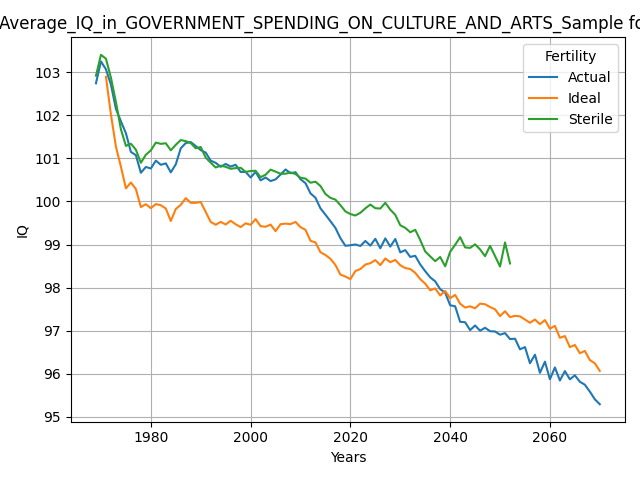 Average_IQ_in_GOVERNMENT_SPENDING_ON_CULTURE_AND_ARTS_Sample fo
Fertility
Actual
Ideal
Sterile
103
102
101
100
99
98
97
96
95
IQ
1980
2000
2020
2040
2060
Years